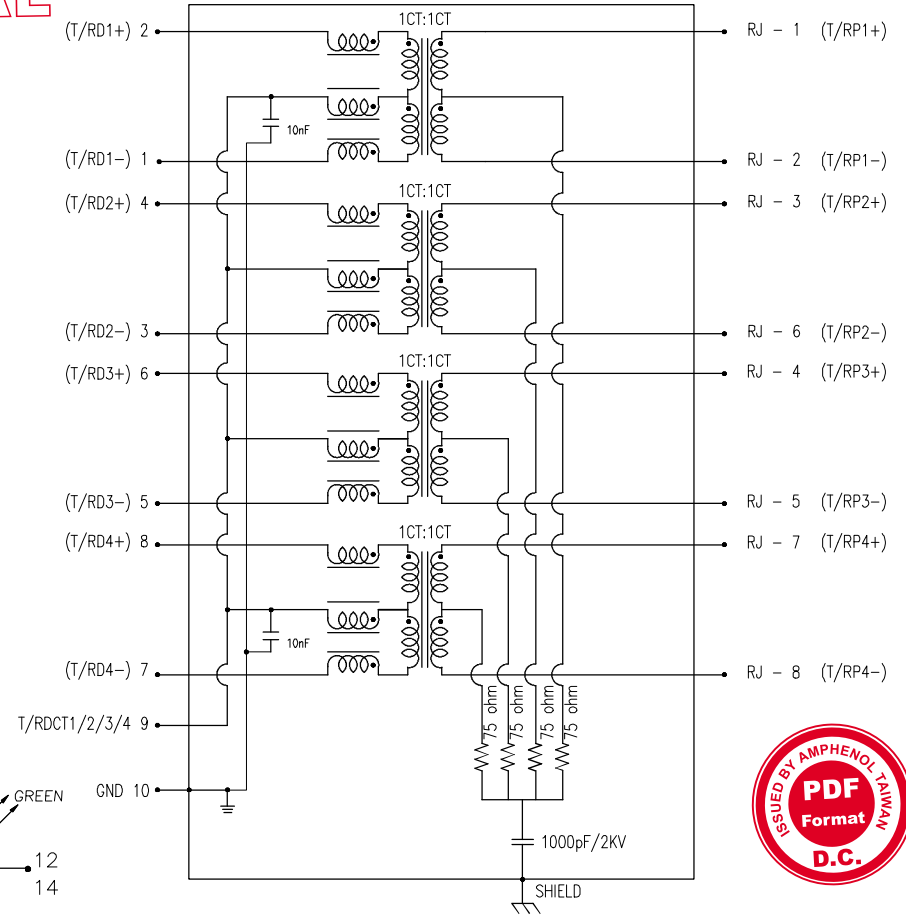 1CT:1CT
(T/RD1+) 2
RJ - 1 (T/RP1+)
10nF
(T/RD1-) 1
RJ - 2 (T/RP1-)
1CT:1CT
(T/RD2+) 4
RJ - 3 (T/RP2+)
(T/RD2-) 3
RJ - 6 (T/RP2-)
1CT:1CT
(T/RD3+) 6
RJ - 4 (T/RP3+)
(T/RD3-) 5
RJ - 5 (T/RP3-)
1CT:1CT
(T/RD4+) 8
RJ - 7 (T/RP4+)
10nF
(T/RD4-) 7
RJ - 8 (T/RP4-)
75 ohm
75 ohm
75 ohm
75 ohm
T/RDCT1/2/3/4 9
GND 10
GREEN
1000pF/2KV
12
14
SHIELD
ISSUED BY AMPHENOL TAIWAN
PDF
Format
D.C.